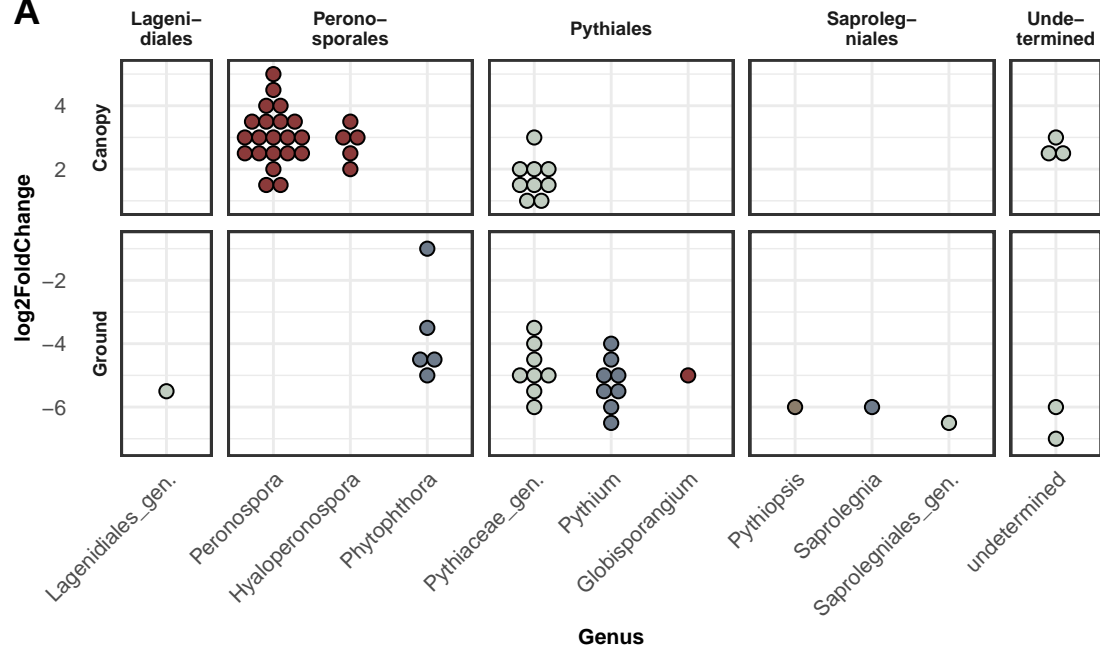 A
Lageni–
diales
Perono–
sporales
Pythiales
Saproleg–
niales
Unde–
termined
log2FoldChange
Canopy
4
2
Ground
−2
−4
−6
Lagenidiales_gen.
Peronospora
Hyaloperonospora
Phytophthora
Pythiaceae_gen.
Pythium
Globisporangium
Pythiopsis
Saprolegnia
Saprolegniales_gen.
undetermined
Genus